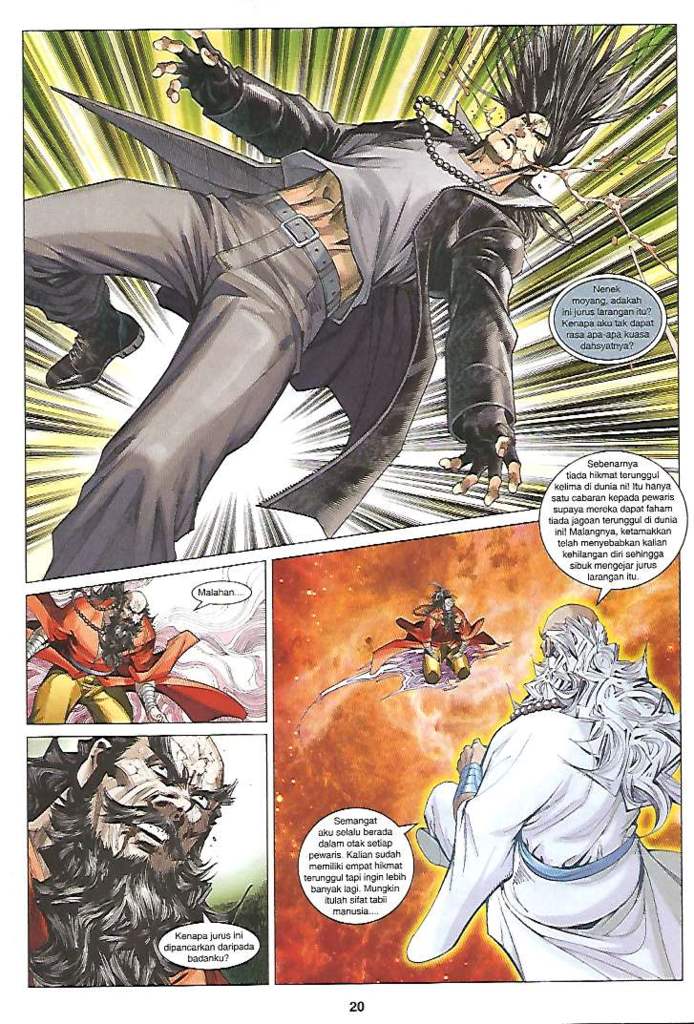 Nenek
moyang, adakah
ini jurus larangan itu?
Kenapa aku tak dapat
rasa apa-apa kuasa
dahsyatnya?
Sebenarnya
tiada hikmat terunggul
kelima di dunia ni! Itu hanya
satu cabaran kepada pewaris
supaya mereka dapat faham
tiada jagoan terunggul di dunia
ini! Malangnya, ketamakkan
telah menyebabkan kalian
kehilangan diri sehingga
sibuk mengejar jurus
larangan itu.
Malahan....
Semangat
aku selalu berada
dalam otak setiap
pewaris. Kalian sudah
memiliki empat hikmat
terunggul tapi ingin lebih
banyak lagi. Mungkin
itulah sifat tabii
manusia....
Kenapa jurus ini
dipancarkan daripada
badanku?
20